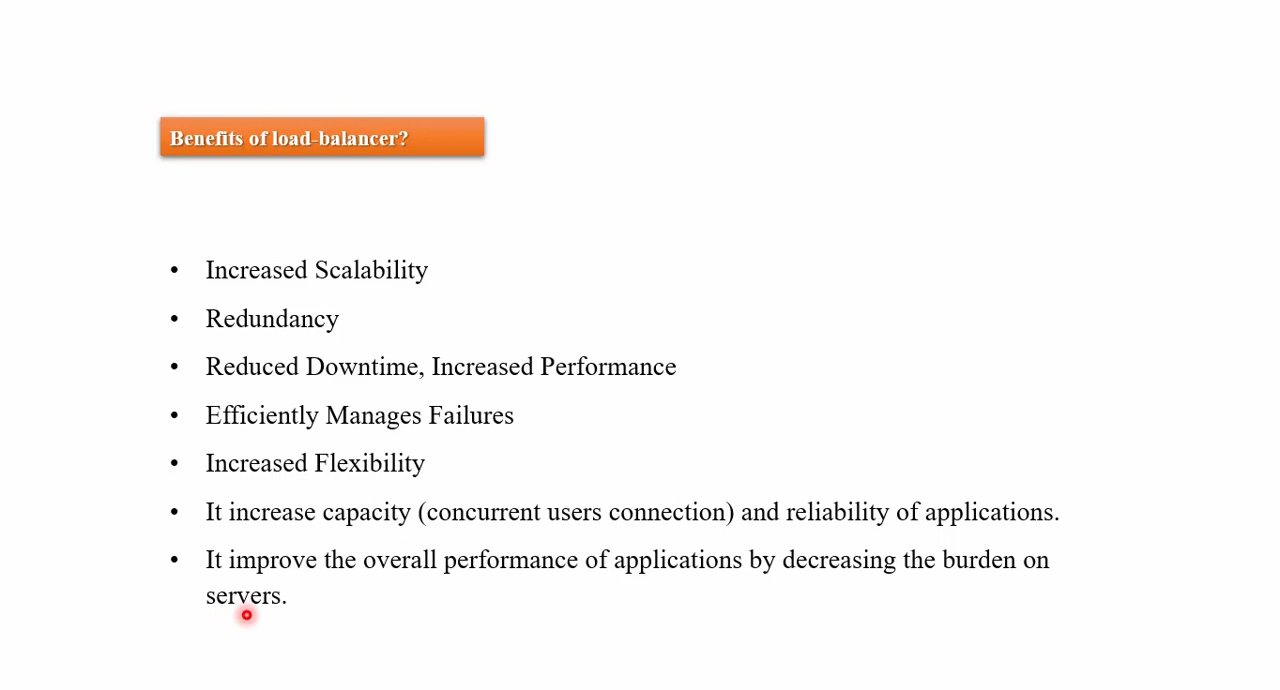 Benefits of load-balancer?
• Increased Scalability
• Redundancy
• Reduced Downtime, Increased Performance
• Efficiently Manages Failures
• Increased Flexibility
• It increase capacity (concurrent users connection) and reliability of applications.
• It improve the overall performance of applications by decreasing the burden on
servers.